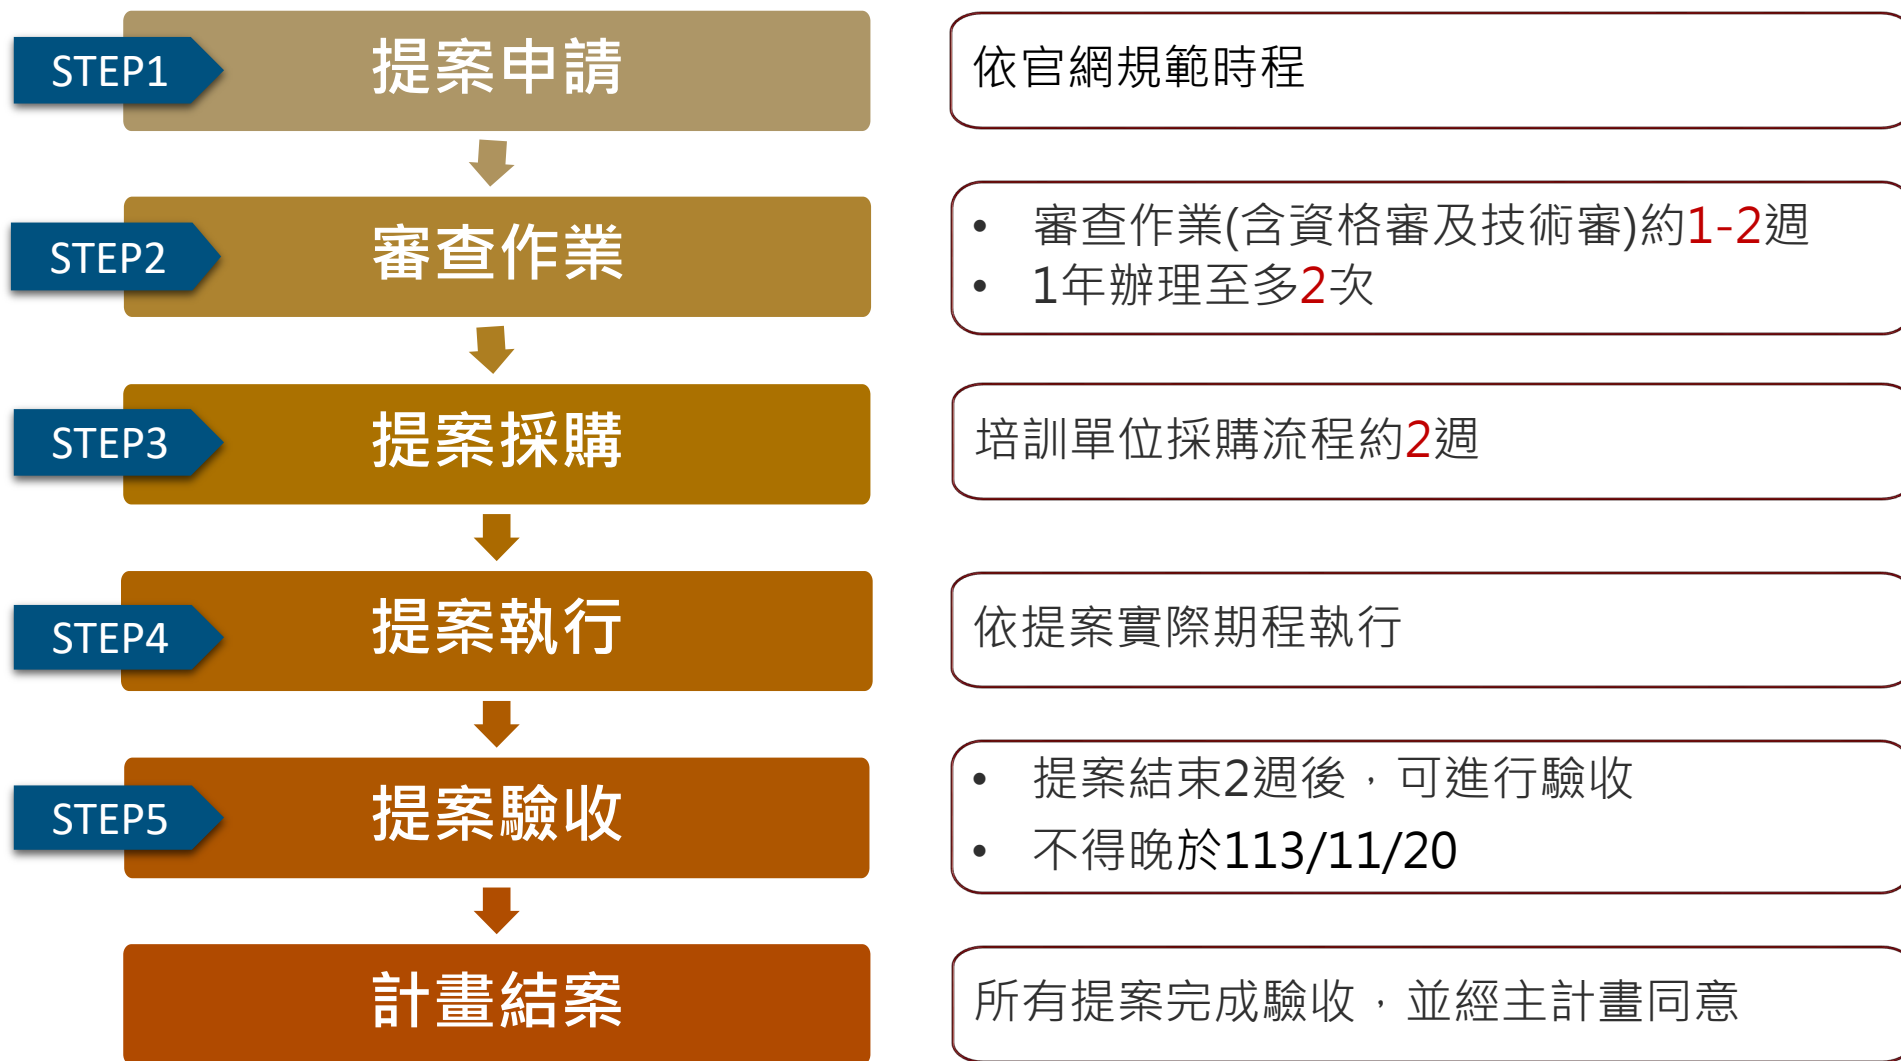 STEP1
提案申請
依官網規範時程
STEP2
審查作業
• 審查作業(含資格審及技術審)約1-2週
• 1年辦理至多2次
STEP3
提案採購
培訓單位採購流程約2週
STEP4
提案執行
依提案實際期程執行
STEP5
提案驗收
• 提案結束2週後，可進行驗收
• 不得晚於113/11/20
計畫結案
所有提案完成驗收，並經主計畫同意